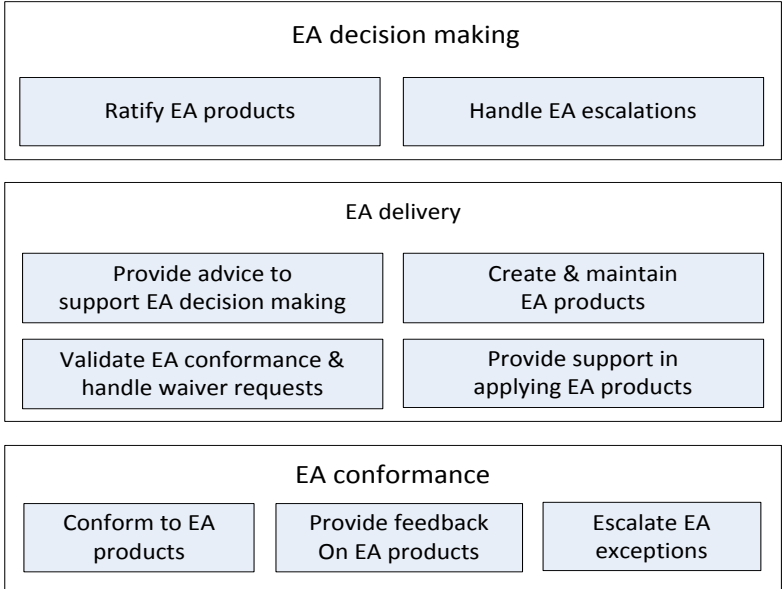 EA decision making
Ratify EA products
Handle EA escalations
EA delivery
Provide advice to
support EA decision making
Create & maintain
EA products
Validate EA conformance &
handle waiver requests
Provide support in
applying EA products
EA conformance
Conform to EA
products
Provide feedback
On EA products
Escalate EA
exceptions